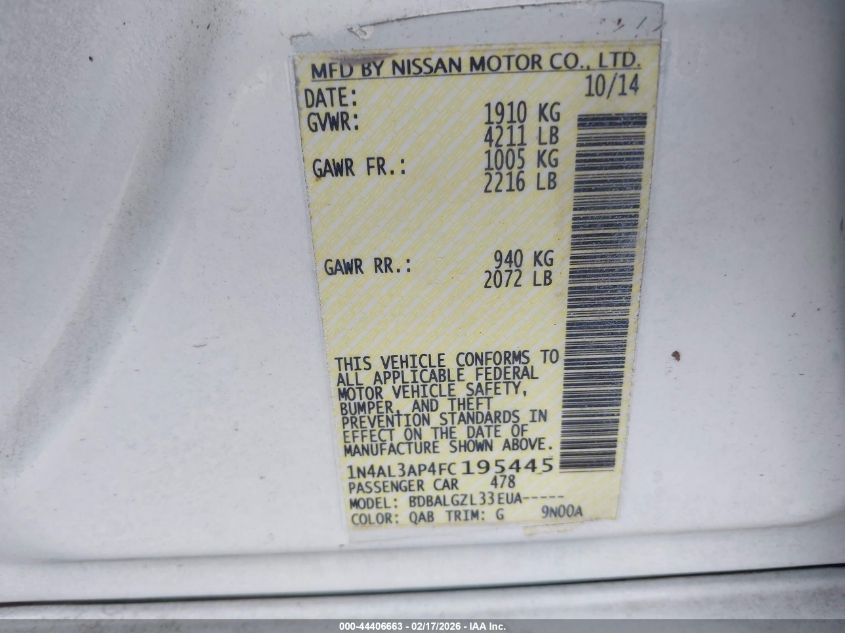 MFD BY NISSAN MOTOR CO., LTD.
DATE: 10/14
GVWR: 1910 KG
4211 LB
GAWR FR.: 1005 KG
2216 LB
GAWR RR.: 940 KG
2072 LB
THIS VEHICLE CONFORMS TO
ALL APPLICABLE FEDERAL
MOTOR VEHICLE SAFETY,
BUMPER, AND THEFT
PREVENTION STANDARDS IN
EFFECT ON THE DATE OF
MANUFACTURE SHOWN ABOVE.
1N4AL3AP4FC195445
PASSENGER CAR 478
MODEL: BDBALGZL33EUA-----
COLOR: QAB TRIM: G 9N00A
000-44406663 — 02/17/2026 — IAA Inc.